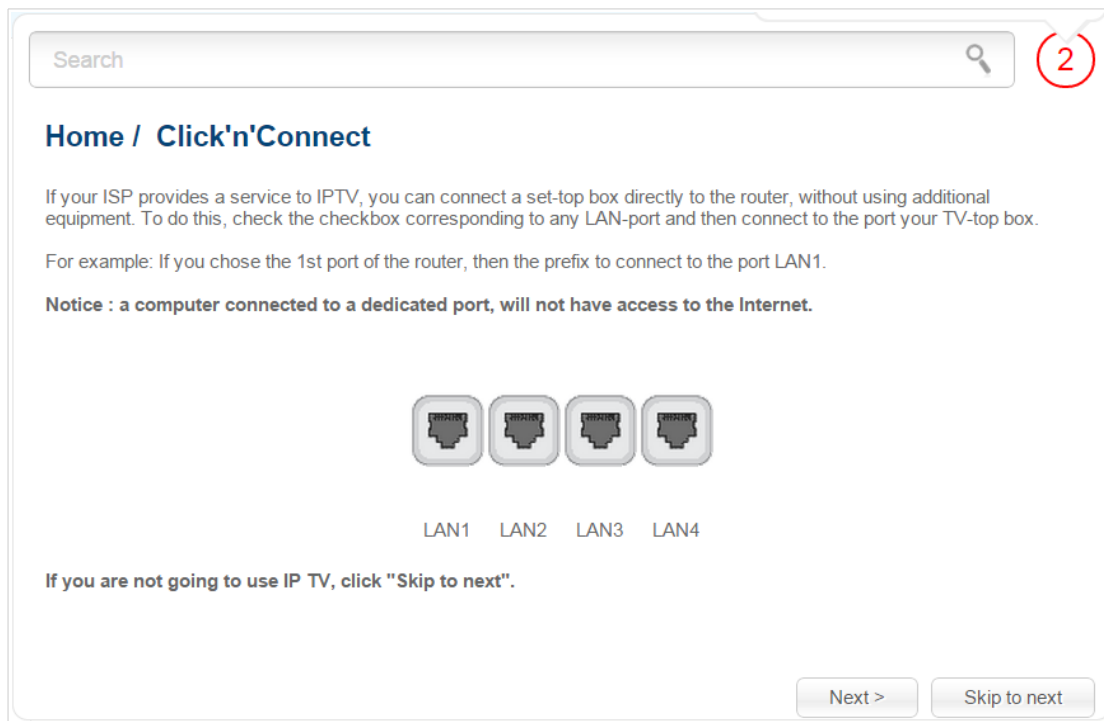 Search
2
Home / Click'n'Connect
If your ISP provides a service to IPTV, you can connect a set-top box directly to the router, without using additional
equipment. To do this, check the checkbox corresponding to any LAN-port and then connect to the port your TV-top box.
For example: If you chose the 1st port of the router, then the prefix to connect to the port LAN1.
Notice : a computer connected to a dedicated port, will not have access to the Internet.
LAN1 LAN2 LAN3 LAN4
If you are not going to use IP TV, click "Skip to next".
Next > Skip to next